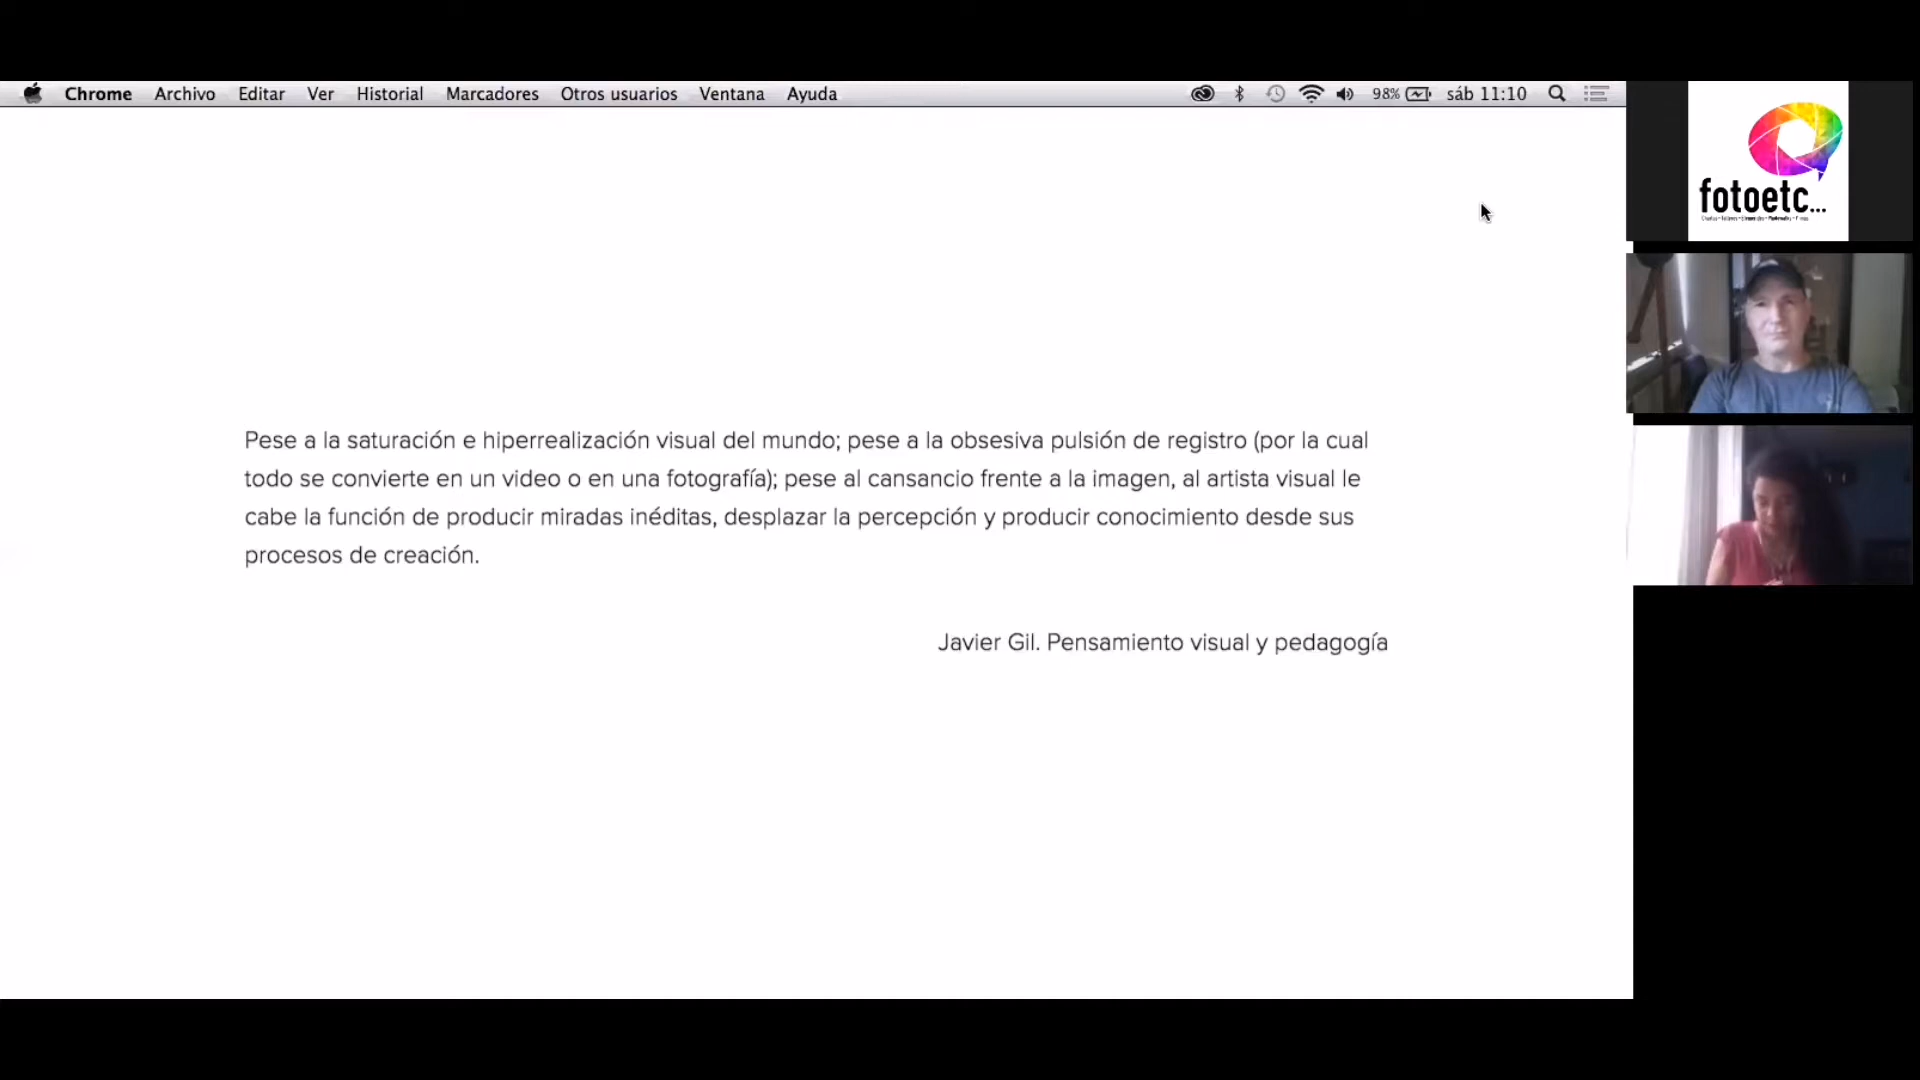 Chrome Archivo Editar Ver Historial Marcadores Otros usuarios Ventana Ayuda 98% sáb 11:10
fotoetc...
Pese a la saturación e hiperrealización visual del mundo; pese a la obsesiva pulsión de registro (por la cual
todo se convierte en un video o en una fotografía); pese al cansancio frente a la imagen, al artista visual le
cabe la función de producir miradas inéditas, desplazar la percepción y producir conocimiento desde sus
procesos de creación.
Javier Gil. Pensamiento visual y pedagogía